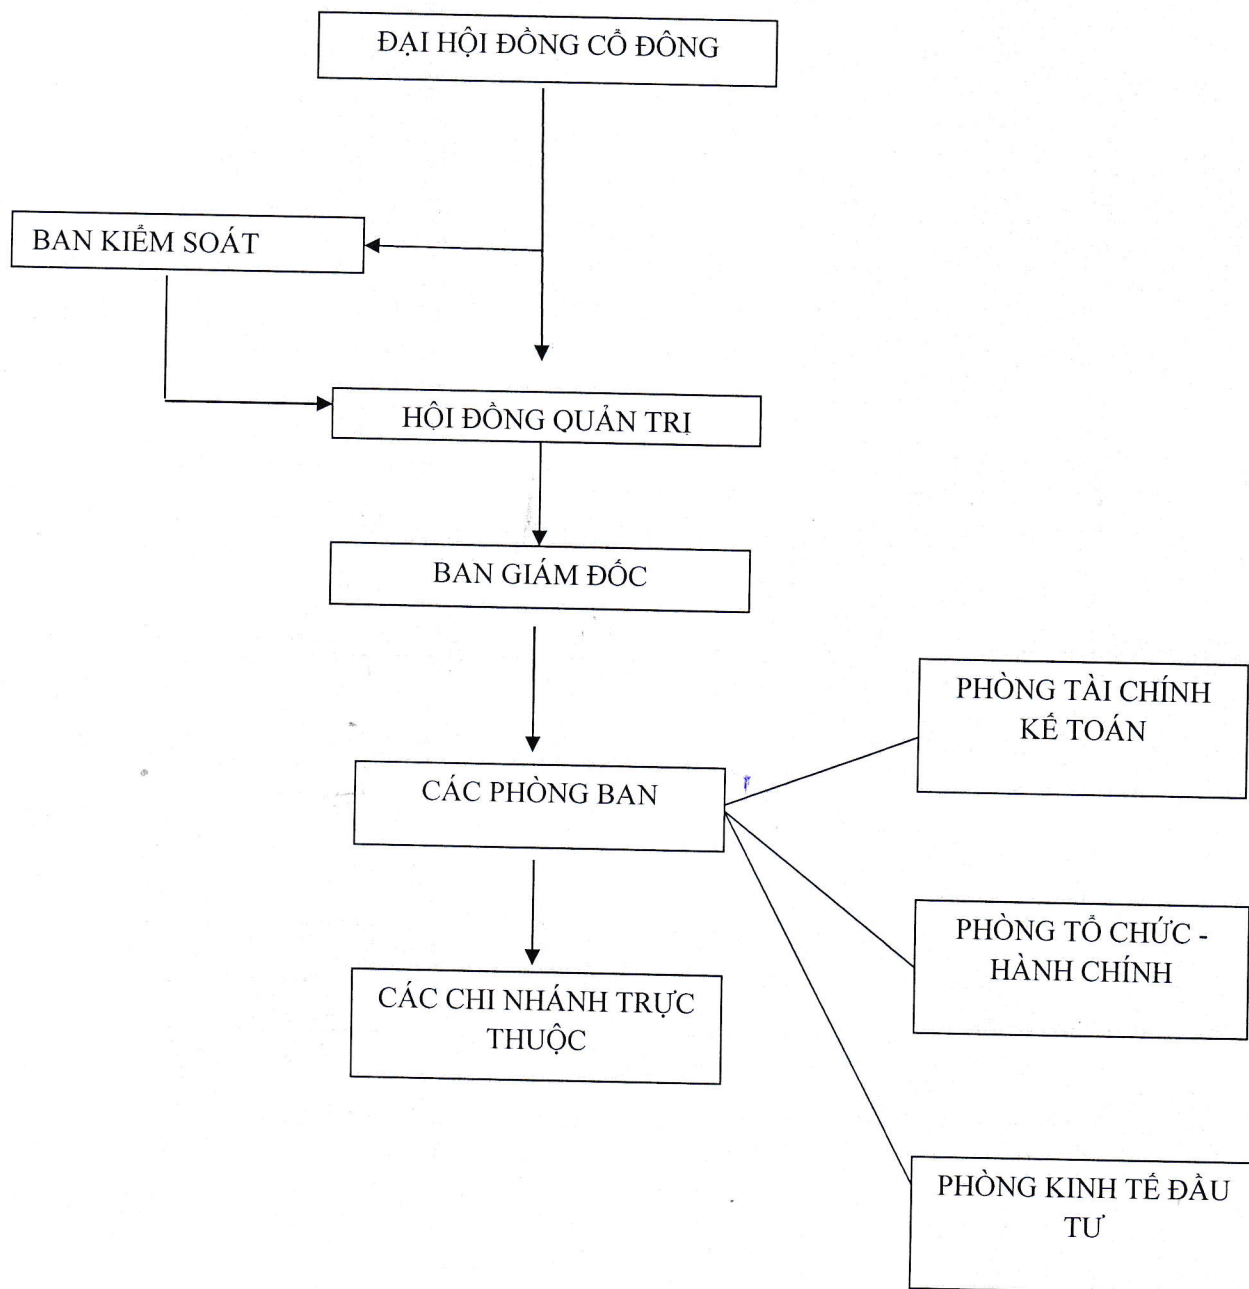 ĐẠI HỘI ĐỒNG CỔ ĐÔNG
BAN KIỂM SOÁT
HỘI ĐỒNG QUẢN TRỊ
BAN GIÁM ĐỐC
PHÒNG TÀI CHÍNH
KẾ TOÁN
CÁC PHÒNG BAN
PHÒNG TỔ CHỨC -
HÀNH CHÍNH
CÁC CHI NHÁNH TRỰC
THUỘC
PHÒNG KINH TẾ ĐẦU
TƯ